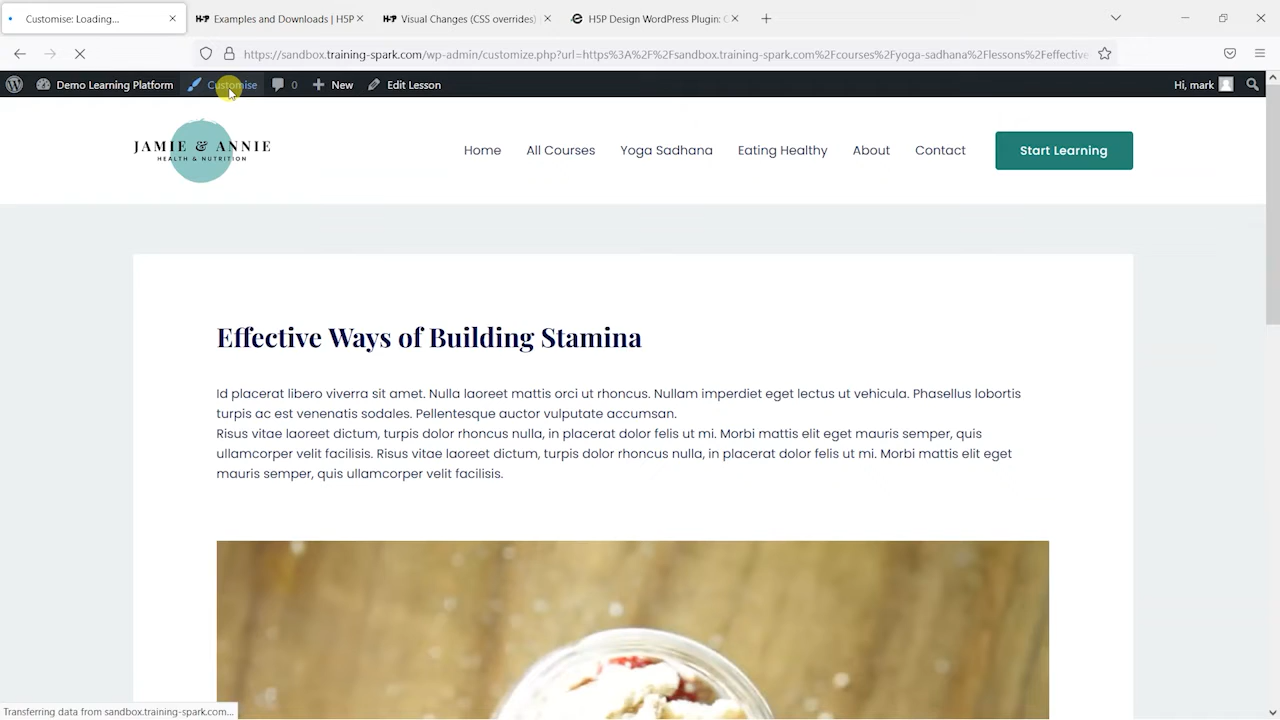 Customise: Loading...
H-P Examples and Downloads | H5P
H-P Visual Changes (CSS overrides)
H5P Design WordPress Plugin: C
https://sandbox.training-spark.com/wp-admin/customize.php?url=https%3A%2F%2Fsandbox.training-spark.com%2Fcourses%2Fyoga-sadhana%2Flessons%2Feffective
Demo Learning Platform
Customise
0
New
Edit Lesson
Hi, mark
JAMIE & ANNIE
HEALTH & NUTRITION
Home
All Courses
Yoga Sadhana
Eating Healthy
About
Contact
Start Learning
Effective Ways of Building Stamina
Id placerat libero viverra sit amet. Nulla laoreet mattis orci ut rhoncus. Nullam imperdiet eget lectus ut vehicula. Phasellus lobortis
turpis ac est venenatis sodales. Pellentesque auctor vulputate accumsan.
Risus vitae laoreet dictum, turpis dolor rhoncus nulla, in placerat dolor felis ut mi. Morbi mattis elit eget mauris semper, quis
ullamcorper velit facilisis. Risus vitae laoreet dictum, turpis dolor rhoncus nulla, in placerat dolor felis ut mi. Morbi mattis elit eget
mauris semper, quis ullamcorper velit facilisis.
Transferring data from sandbox.training-spark.com...